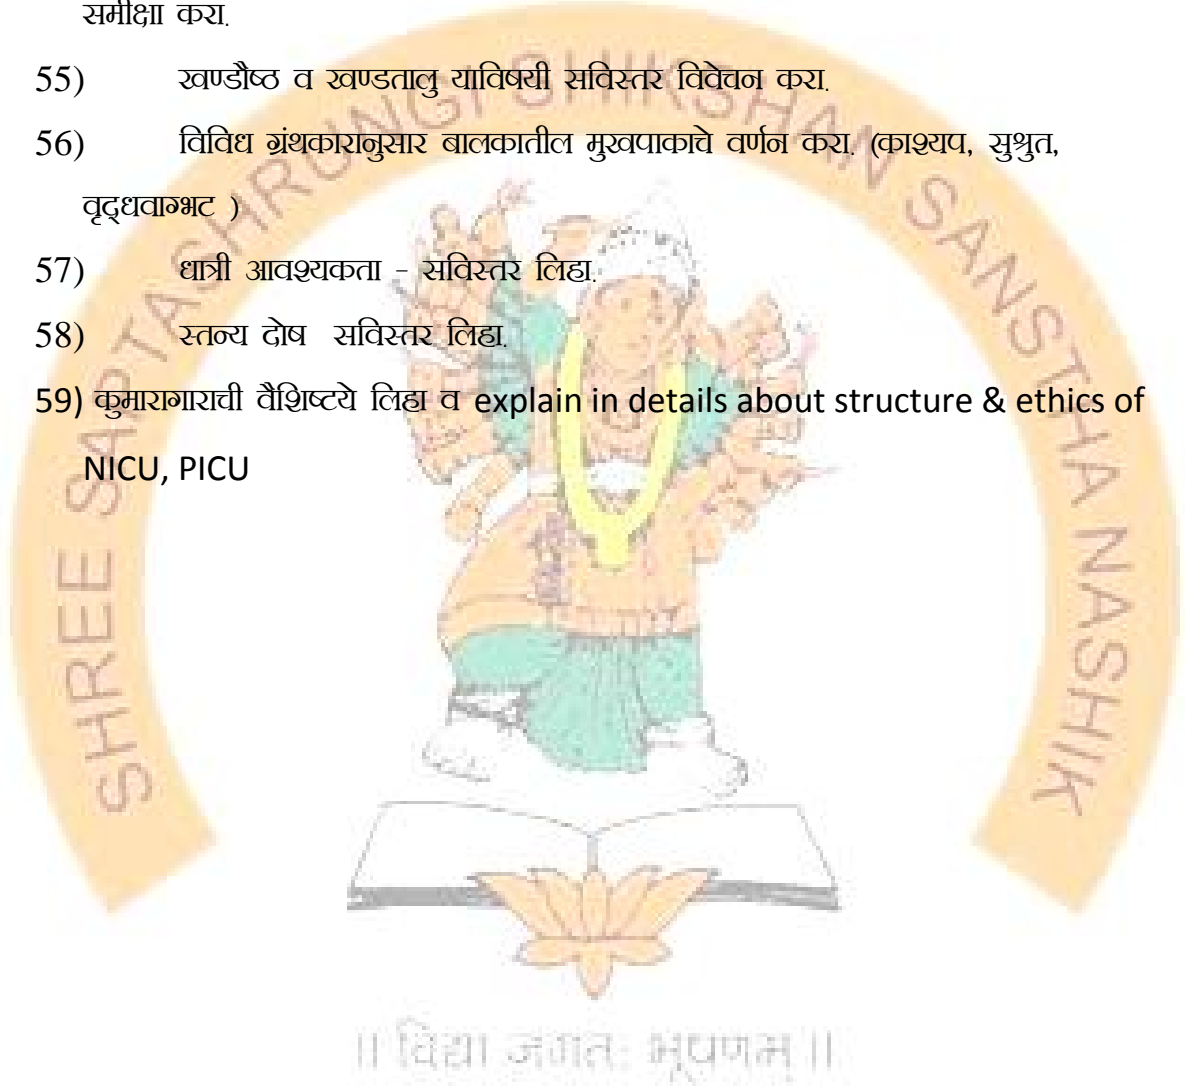 समीक्षा करा.
55) खण्डौष्ठ व खण्डतालु याविषयी सविस्तर विवेचन करा.
56) विविध ग्रंथकारानुसार बालकातील मुखपाकाचे वर्णन करा. (काश्यप, सुश्रुत,
वृद्धवाग्भट )
57) धात्री आवश्यकता - सविस्तर लिहा.
58) स्तन्य दोष सविस्तर लिहा.
59) कुमारागाराची वैशिष्टये लिहा व explain in details about structure & ethics of
NICU, PICU
SHREE SAPTASHRUNGI SHIKSHAN SANSTHA NASHIK
|| विद्या जगतः भूषणम् ||